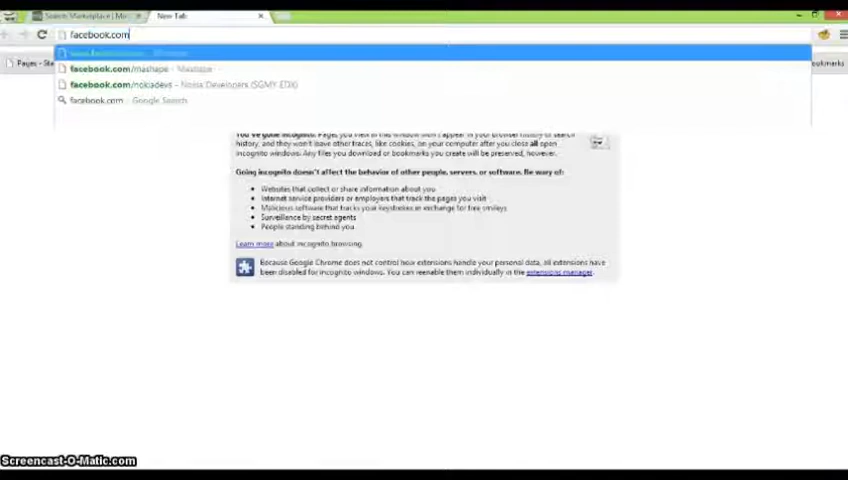 Search Marketplace | Mas
New Tab
facebook.com
facebook.com/mashape - Mashape
facebook.com/nokiadevs - Nokia Developers (SGMY EDX)
facebook.com - Google Search
Pages - Sta
ookmarks
You've gone incognito. Pages you view in this window won't appear in your browser history or search
history, and they won't leave other traces, like cookies, on your computer after you close all open
incognito windows. Any files you download or bookmarks you create will be preserved, however.
Going incognito doesn't affect the behavior of other people, servers, or software. Be wary of:
Websites that collect or share information about you
Internet service providers or employers that track the pages you visit
Malicious software that tracks your keystrokes in exchange for free smileys
Surveillance by secret agents
People standing behind you
Learn more about incognito browsing.
Because Google Chrome does not control how extensions handle your personal data, all extensions have
been disabled for incognito windows. You can reenable them individually in the extensions manager.
Screencast-O-Matic.com